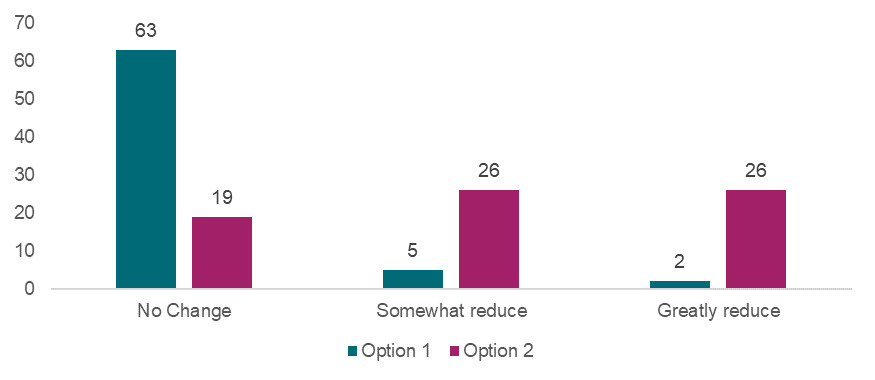 70
63
60
50
40
30
26
26
19
20
10
5
2
0
No Change
Somewhat reduce
Greatly reduce
Option 1
Option 2